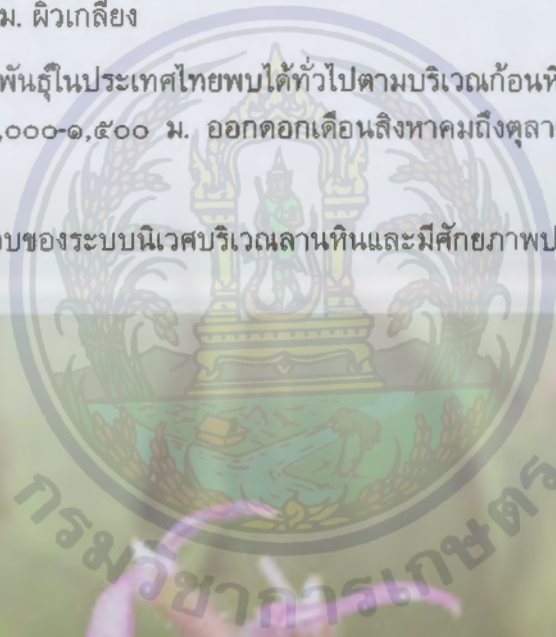 ม. ผิวเกลี้ยง
พันธุ์ในประเทศไทยพบได้ทั่วไปตามบริเวณก้อนหิ
,๐๐๐-๑,๕๐๐ ม. ออกดอกเดือนสิงหาคมถึงตุลา
บของระบบนิเวศบริเวณลานหินและมีศักยภาพป
กรมวิชาการเกษตร